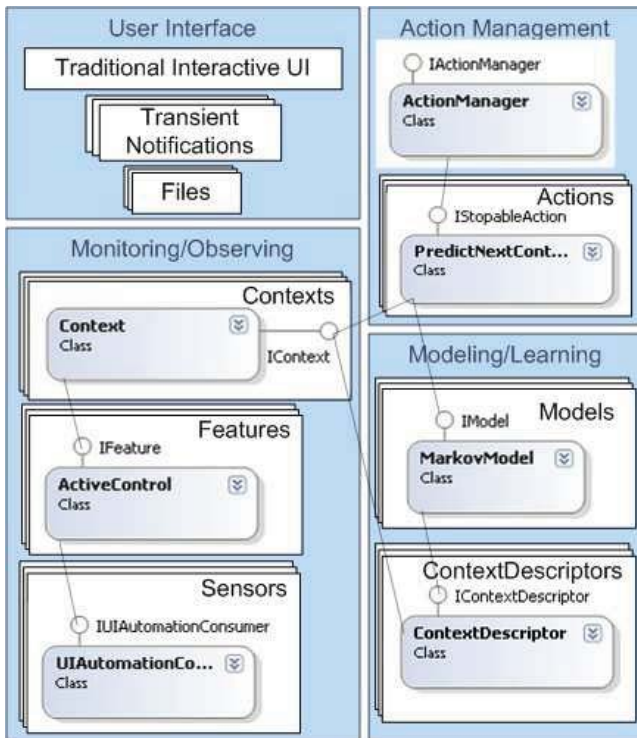 User Interface
Traditional Interactive UI
Transient
Notifications
Files
Action Management
IActionManager
ActionManager
Class
Actions
IStopableAction
PredictNextCont...
Class
Monitoring/Observing
Contexts
Context
Class
IContext
Features
IFeature
ActiveControl
Class
Sensors
IUIAutomationConsumer
UIAutomationCo...
Class
Modeling/Learning
Models
IModel
MarkovModel
Class
ContextDescriptors
IContextDescriptor
ContextDescriptor
Class